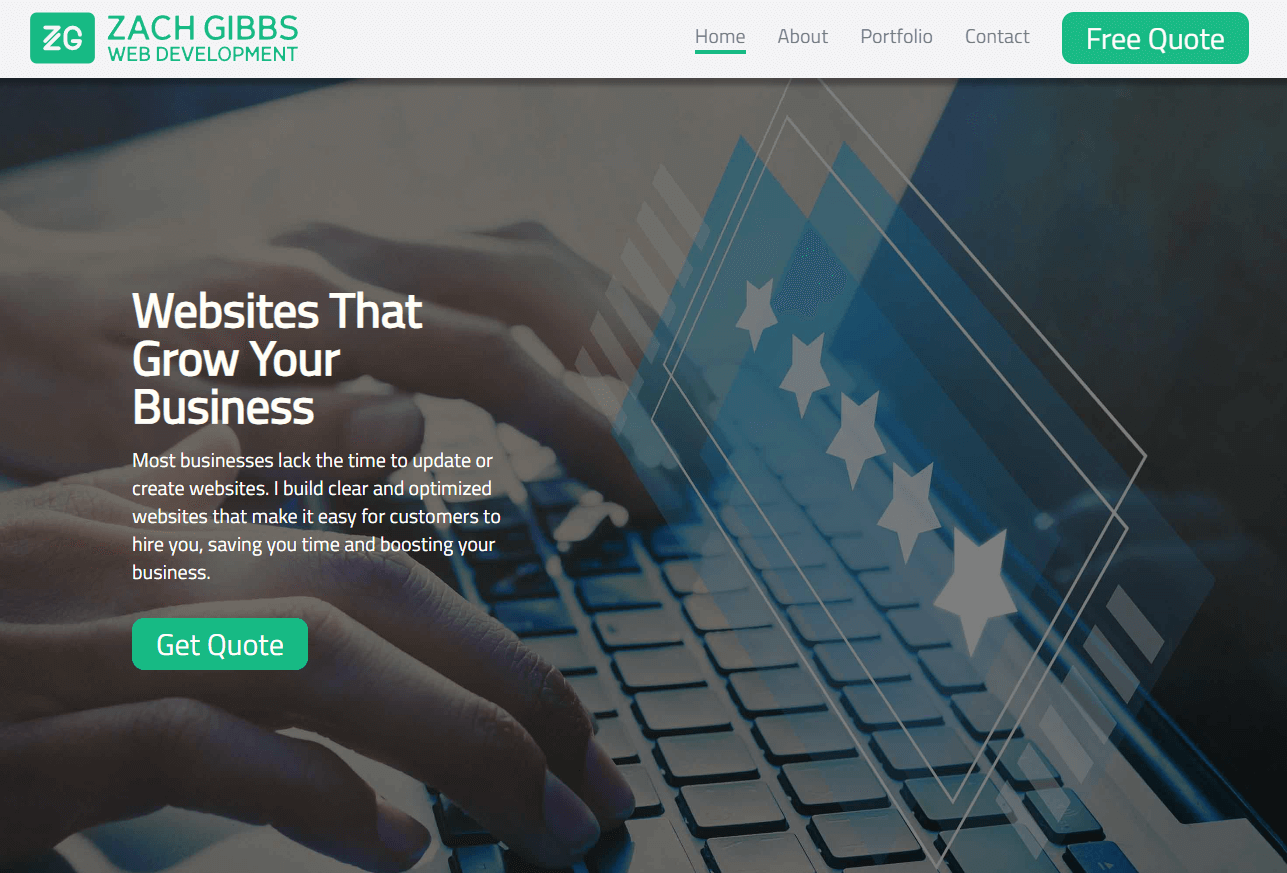 ZG
ZACH GIBBS
WEB DEVELOPMENT
Home
About
Portfolio
Contact
Free Quote
Websites That
Grow Your
Business
Most businesses lack the time to update or
create websites. I build clear and optimized
websites that make it easy for customers to
hire you, saving you time and boosting your
business.
Get Quote